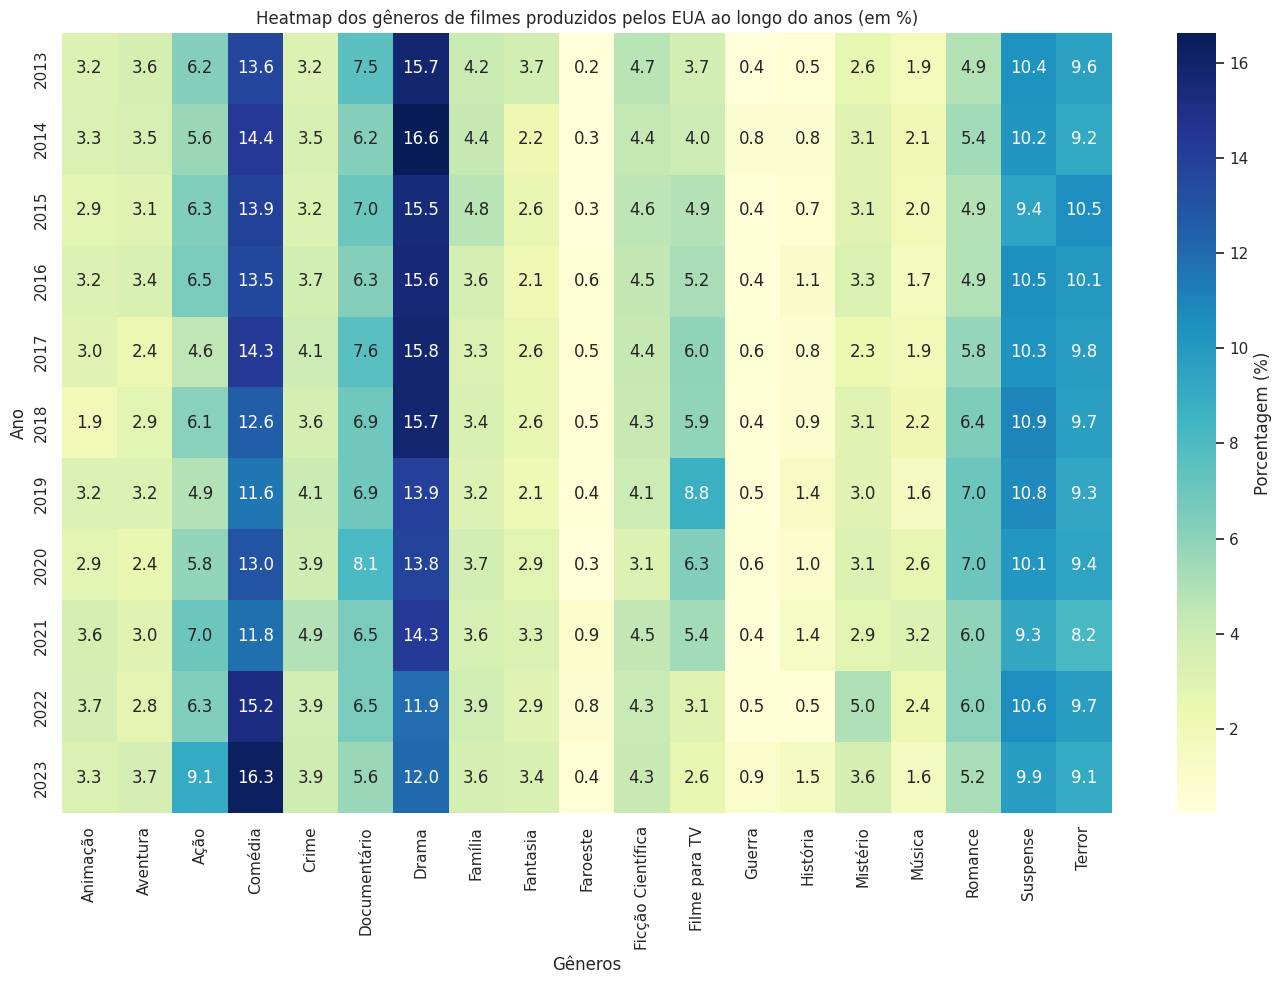 Heatmap dos gêneros de filmes produzidos pelos EUA ao longo do anos (em %)
2013 3.2 3.6 6.2 13.6 3.2 7.5 15.7 4.2 3.7 0.2 4.7 3.7 0.4 0.5 2.6 1.9 4.9 10.4 9.6
2014 3.3 3.5 5.6 14.4 3.5 6.2 16.6 4.4 2.2 0.3 4.4 4.0 0.8 0.8 3.1 2.1 5.4 10.2 9.2
2015 2.9 3.1 6.3 13.9 3.2 7.0 15.5 4.8 2.6 0.3 4.6 4.9 0.4 0.7 3.1 2.0 4.9 9.4 10.5
2016 3.2 3.4 6.5 13.5 3.7 6.3 15.6 3.6 2.1 0.6 4.5 5.2 0.4 1.1 3.3 1.7 4.9 10.5 10.1
2017 3.0 2.4 4.6 14.3 4.1 7.6 15.8 3.3 2.6 0.5 4.4 6.0 0.6 0.8 2.3 1.9 5.8 10.3 9.8
2018 1.9 2.9 6.1 12.6 3.6 6.9 15.7 3.4 2.6 0.5 4.3 5.9 0.4 0.9 3.1 2.2 6.4 10.9 9.7
2019 3.2 3.2 4.9 11.6 4.1 6.9 13.9 3.2 2.1 0.4 4.1 8.8 0.5 1.4 3.0 1.6 7.0 10.8 9.3
2020 2.9 2.4 5.8 13.0 3.9 8.1 13.8 3.7 2.9 0.3 3.1 6.3 0.6 1.0 3.1 2.6 7.0 10.1 9.4
2021 3.6 3.0 7.0 11.8 4.9 6.5 14.3 3.6 3.3 0.9 4.5 5.4 0.4 1.4 2.9 3.2 6.0 9.3 8.2
2022 3.7 2.8 6.3 15.2 3.9 6.5 11.9 3.9 2.9 0.8 4.3 3.1 0.5 0.5 5.0 2.4 6.0 10.6 9.7
2023 3.3 3.7 9.1 16.3 3.9 5.6 12.0 3.6 3.4 0.4 4.3 2.6 0.9 1.5 3.6 1.6 5.2 9.9 9.1
Ano
Animação
Aventura
Ação
Comédia
Crime
Documentário
Drama
Família
Fantasia
Faroeste
Ficção Científica
Filme para TV
Guerra
História
Mistério
Música
Romance
Suspense
Terror
Gêneros
16
14
12
10
8
6
4
2
Porcentagem (%)